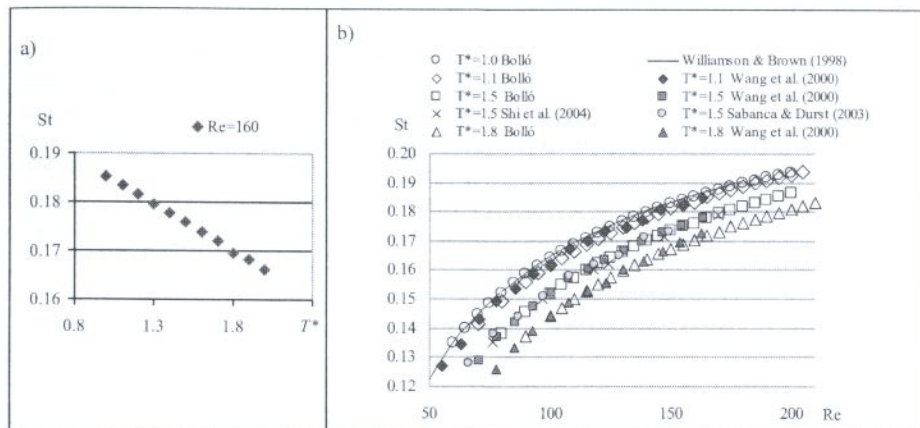 a)
St
Re=160
0.19
0.18
0.17
0.16
0.8 1.3 1.8 T*
b)
T*=1.0 Bolló
Williamson & Brown (1998)
T*=1.1 Bolló
T*=1.1 Wang et al. (2000)
T*=1.5 Bolló
T*=1.5 Wang et al. (2000)
T*=1.5 Shi et al. (2004)
T*=1.5 Sabanca & Durst (2003)
T*=1.8 Bolló
T*=1.8 Wang et al. (2000)
St
0.20
0.19
0.18
0.17
0.16
0.15
0.14
0.13
0.12
50 100 150 200 Re